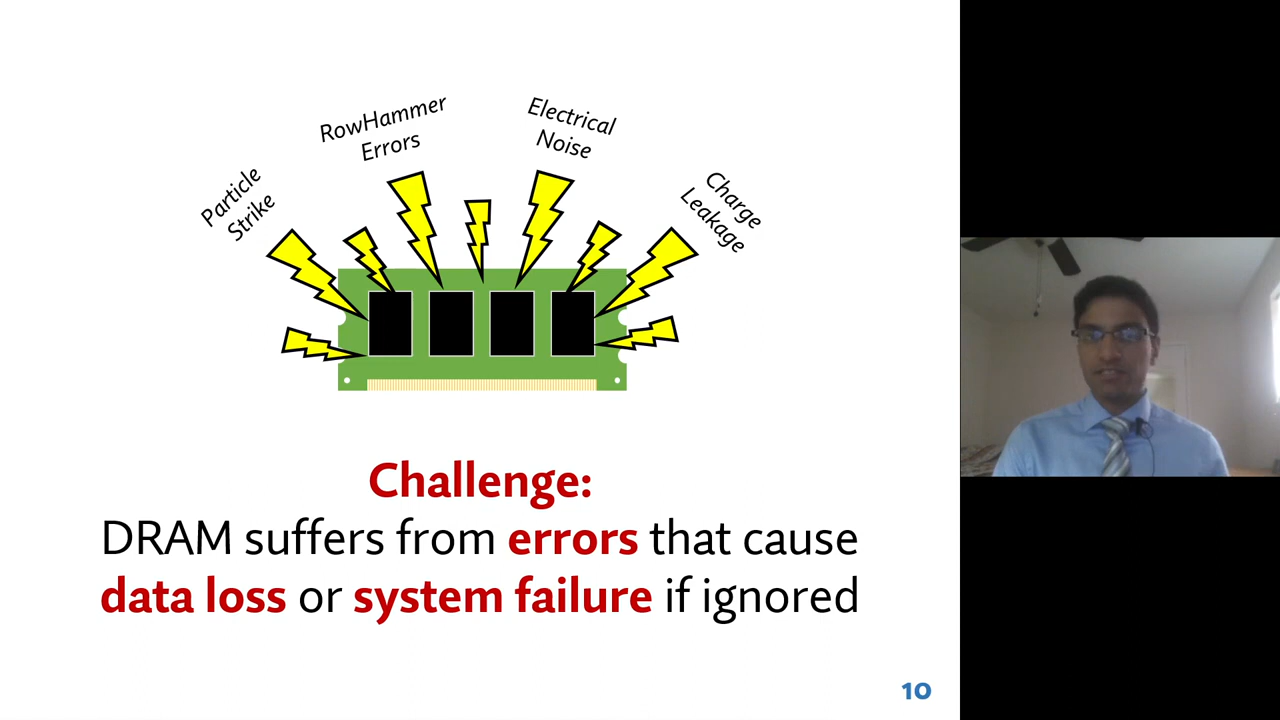 RowHammer
Errors
Electrical
Noise
Particle
Strike
Charge
Leakage
Challenge:
DRAM suffers from errors that cause
data loss or system failure if ignored
10